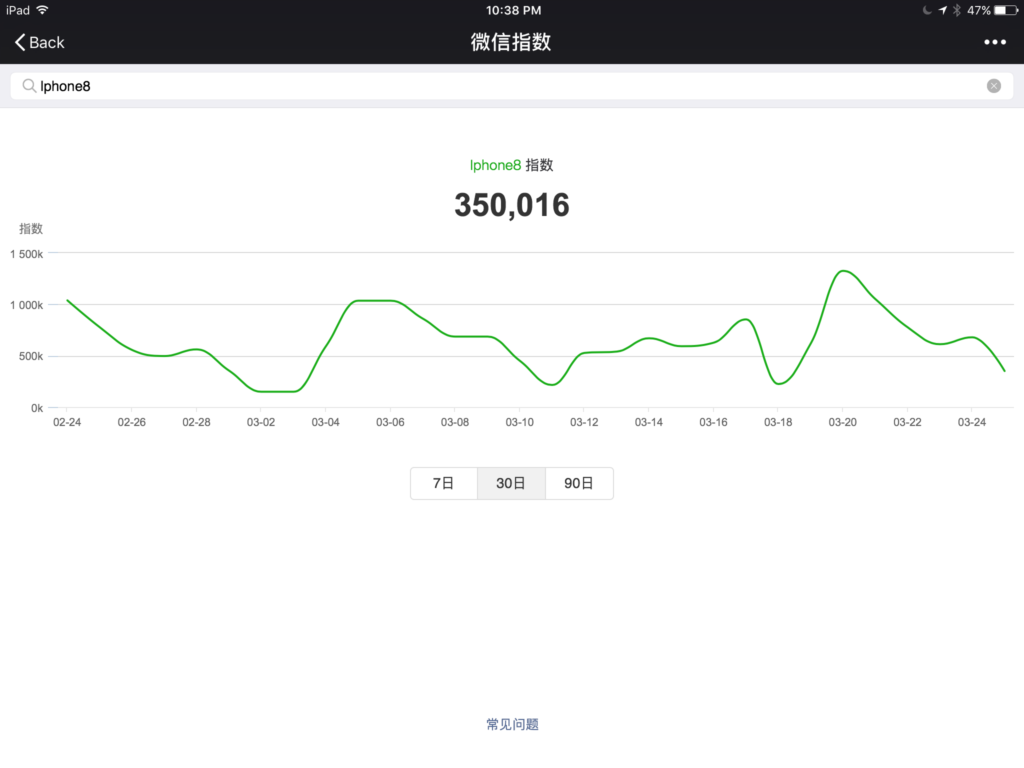 iPad 10:38 PM 47%
Back 微信指数
Iphone8
Iphone8 指数
350,016
指数
1 500k
1 000k
500k
0k
02-24 02-26 02-28 03-02 03-04 03-06 03-08 03-10 03-12 03-14 03-16 03-18 03-20 03-22 03-24
7日 30日 90日
常见问题